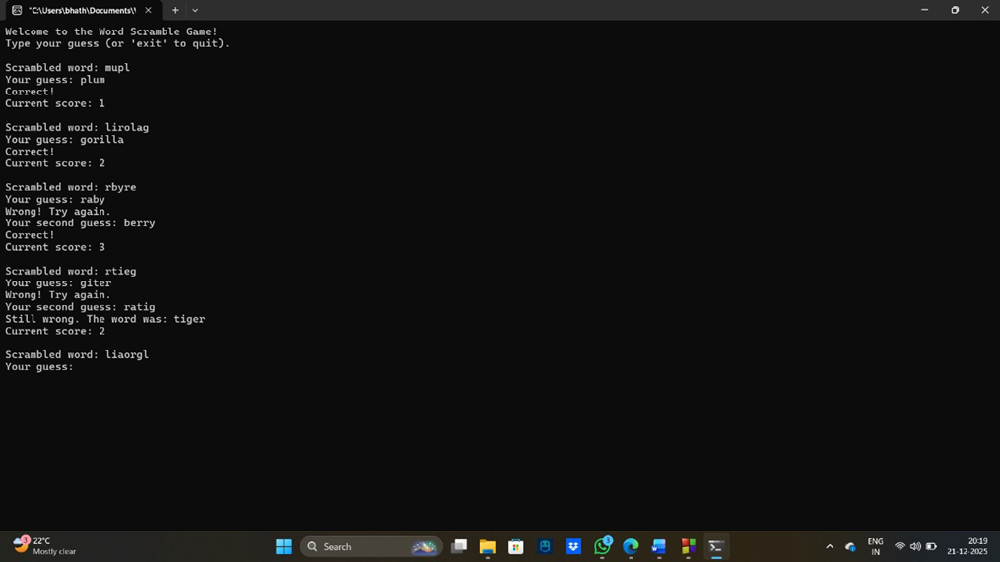 "C:\Users\bhath\Documents\\
Welcome to the Word Scramble Game!
Type your guess (or 'exit' to quit).
Scrambled word: mupl
Your guess: plum
Correct!
Current score: 1
Scrambled word: lirolag
Your guess: gorilla
Correct!
Current score: 2
Scrambled word: rbyre
Your guess: raby
Wrong! Try again.
Your second guess: berry
Correct!
Current score: 3
Scrambled word: rtieg
Your guess: giter
Wrong! Try again.
Your second guess: ratig
Still wrong. The word was: tiger
Current score: 2
Scrambled word: liaorgl
Your guess:
3
22°C
Mostly clear
Search
3
ENG
IN
20:19
21-12-2025